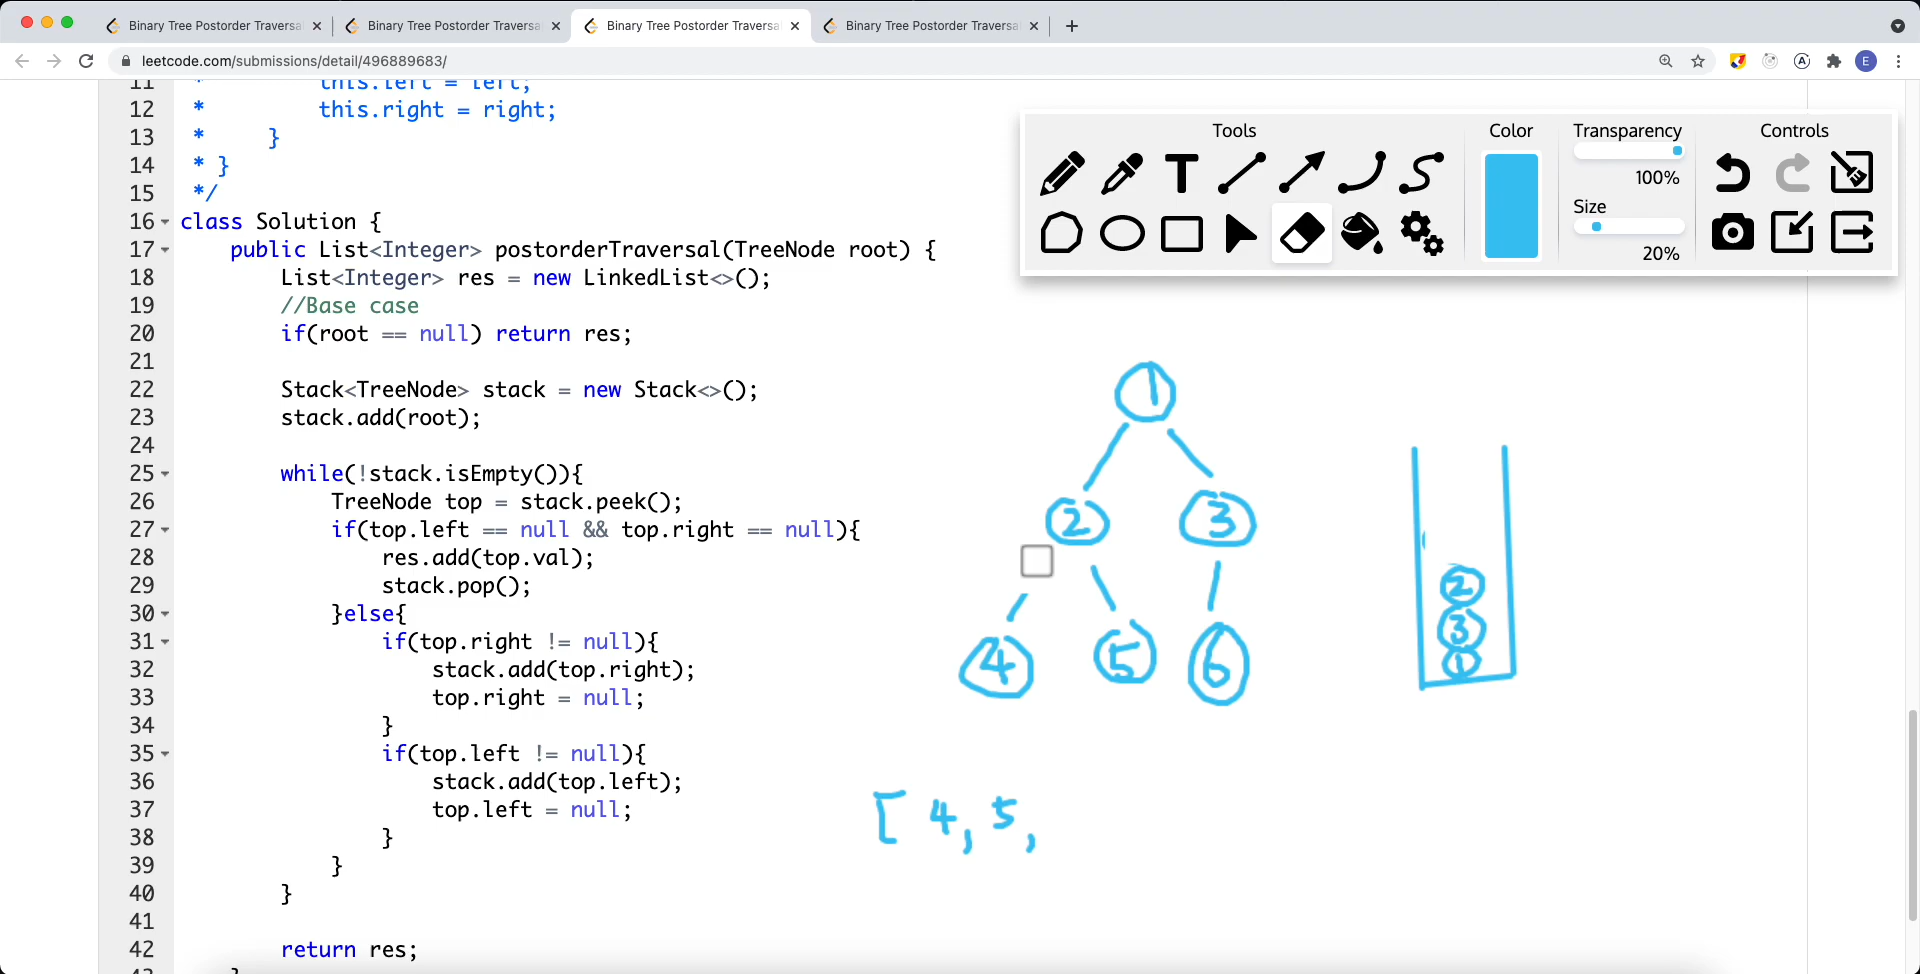 Binary Tree Postorder Traversa
Binary Tree Postorder Traversa
Binary Tree Postorder Traversa
Binary Tree Postorder Traversa
leetcode.com/submissions/detail/496889683/
E
Tools
Color
Transparency
100%
Size
20%
Controls
11 * this.left = left;
12 * this.right = right;
13 * }
14 * }
15 */
16 class Solution {
17 public List<Integer> postorderTraversal(TreeNode root) {
18 List<Integer> res = new LinkedList<>();
19 //Base case
20 if(root == null) return res;
21
22 Stack<TreeNode> stack = new Stack<>();
23 stack.add(root);
24
25 while(!stack.isEmpty()){
26 TreeNode top = stack.peek();
27 if(top.left == null && top.right == null){
28 res.add(top.val);
29 stack.pop();
30 }else{
31 if(top.right != null){
32 stack.add(top.right);
33 top.right = null;
34 }
35 if(top.left != null){
36 stack.add(top.left);
37 top.left = null;
38 }
39 }
40 }
41
42 return res;
43 }
1
2 3
4 5 6
2
3
1
[ 4, 5,